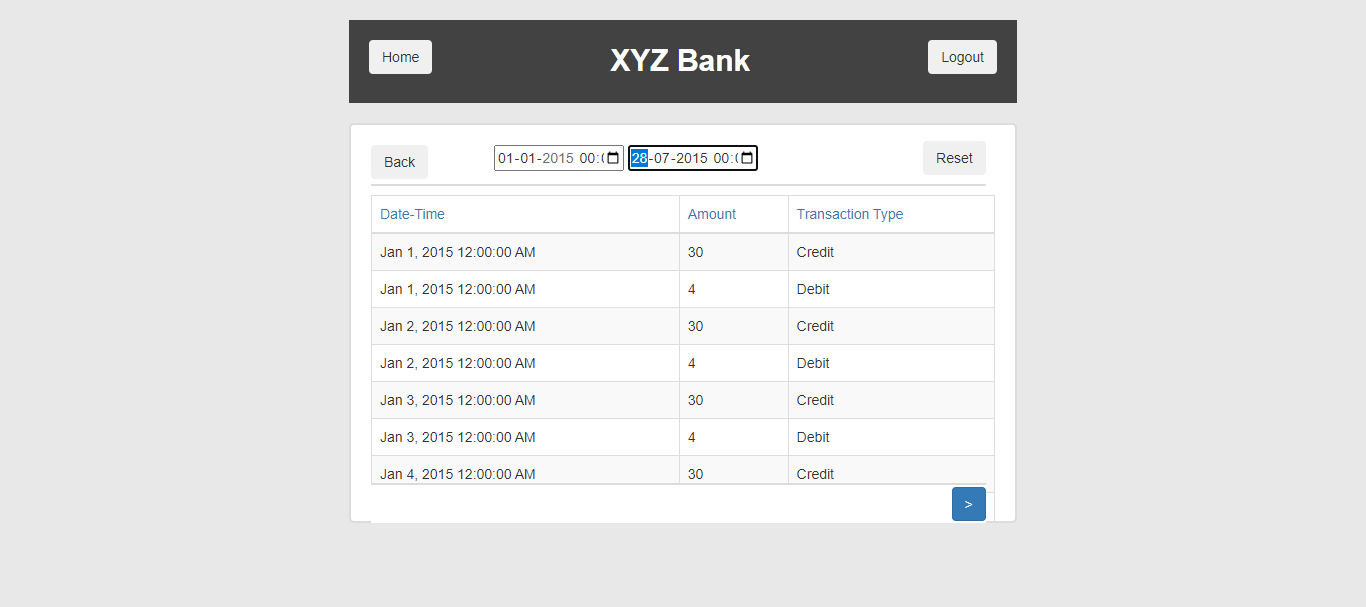 Home XYZ Bank Logout
Back 01-01-2015 00: 28-07-2015 00: Reset
Date-Time Amount Transaction Type
Jan 1, 2015 12:00:00 AM 30 Credit
Jan 1, 2015 12:00:00 AM 4 Debit
Jan 2, 2015 12:00:00 AM 30 Credit
Jan 2, 2015 12:00:00 AM 4 Debit
Jan 3, 2015 12:00:00 AM 30 Credit
Jan 3, 2015 12:00:00 AM 4 Debit
Jan 4, 2015 12:00:00 AM 30 Credit
>